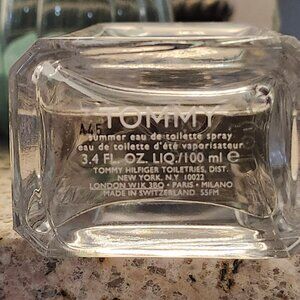 TOMMY
summer eau de toilette spray
eau de toilette d'été vaporisateur
3.4 FL. OZ. LIQ./100 ml ℮
TOMMY HILFIGER TOILETRIES, DIST.
NEW YORK, N.Y. 10022
LONDON W1K 3BQ • PARIS • MILANO
MADE IN SWITZERLAND 55FM